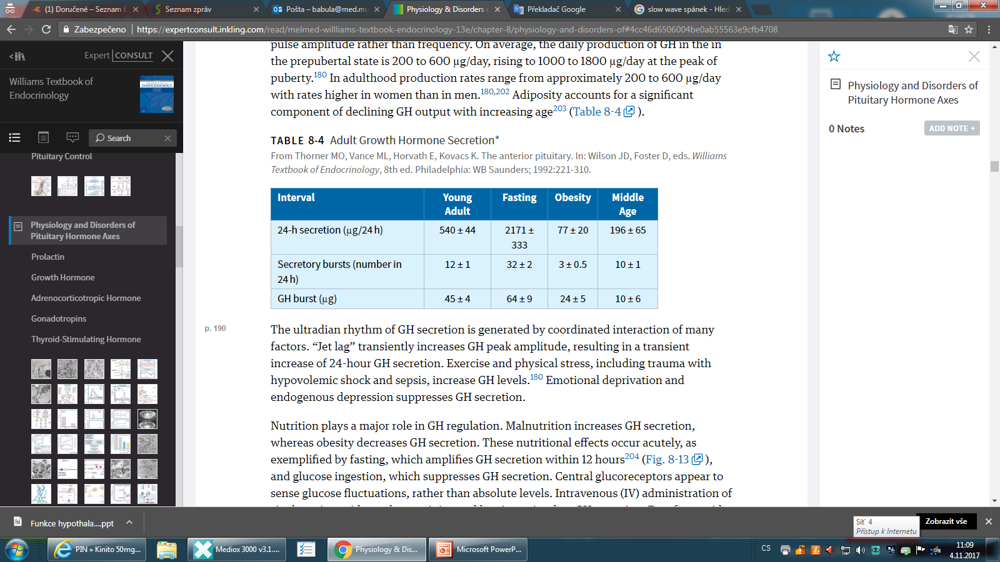 (1) Doručené – Seznam E
Seznam zpráv
Pošta – babula@med.mu
Physiology & Disorders o
Překladač Google
slow wave spánek - Hled
Zabezpečeno
https://expertconsult.inkling.com/read/melmed-willliams-textbook-endocrinology-13e/chapter-8/physiology-and-disorders-of#4cc46d6506004be0ab55563e9cfb4708
Expert CONSULT
Williams Textbook of
Endocrinology
Search
Pituitary Control
Physiology and Disorders of
Pituitary Hormone Axes
Prolactin
Growth Hormone
Adrenocorticotropic Hormone
Gonadotropins
Thyroid-Stimulating Hormone
pulse amplitude rather than frequency. On average, the daily production of GH in the in
the prepubertal state is 200 to 600 µg/day, rising to 1000 to 1800 µg/day at the peak of
puberty.180 In adulthood production rates range from approximately 200 to 600 µg/day
with rates higher in women than in men.180,202 Adiposity accounts for a significant
component of declining GH output with increasing age203 (Table 8-4 ).
TABLE 8-4 Adult Growth Hormone Secretion*
From Thorner MO, Vance ML, Horvath E, Kovacs K. The anterior pituitary. In: Wilson JD, Foster D, eds. Williams
Textbook of Endocrinology, 8th ed. Philadelphia: WB Saunders; 1992:221-310.
Interval Young Adult Fasting Obesity Middle Age
24-h secretion (µg/24 h) 540 ± 44 2171 ± 333 77 ± 20 196 ± 65
Secretory bursts (number in 24 h) 12 ± 1 32 ± 2 3 ± 0.5 10 ± 1
GH burst (µg) 45 ± 4 64 ± 9 24 ± 5 10 ± 6
p. 190
The ultradian rhythm of GH secretion is generated by coordinated interaction of many
factors. “Jet lag” transiently increases GH peak amplitude, resulting in a transient
increase of 24-hour GH secretion. Exercise and physical stress, including trauma with
hypovolemic shock and sepsis, increase GH levels.180 Emotional deprivation and
endogenous depression suppresses GH secretion.
Nutrition plays a major role in GH regulation. Malnutrition increases GH secretion,
whereas obesity decreases GH secretion. These nutritional effects occur acutely, as
exemplified by fasting, which amplifies GH secretion within 12 hours204 (Fig. 8-13 ),
and glucose ingestion, which suppresses GH secretion. Central glucoreceptors appear to
sense glucose fluctuations, rather than absolute levels. Intravenous (IV) administration of
Physiology and Disorders of
Pituitary Hormone Axes
0 Notes
ADD NOTE +
Funkce hypothala....ppt
Síť 4
Přístup k Internetu
Zobrazit vše
PIN » Kinito 50mg...
Mediox 3000 v3.1....
Physiology & Dis...
Microsoft PowerP...
CS
11:09
4.11.2017